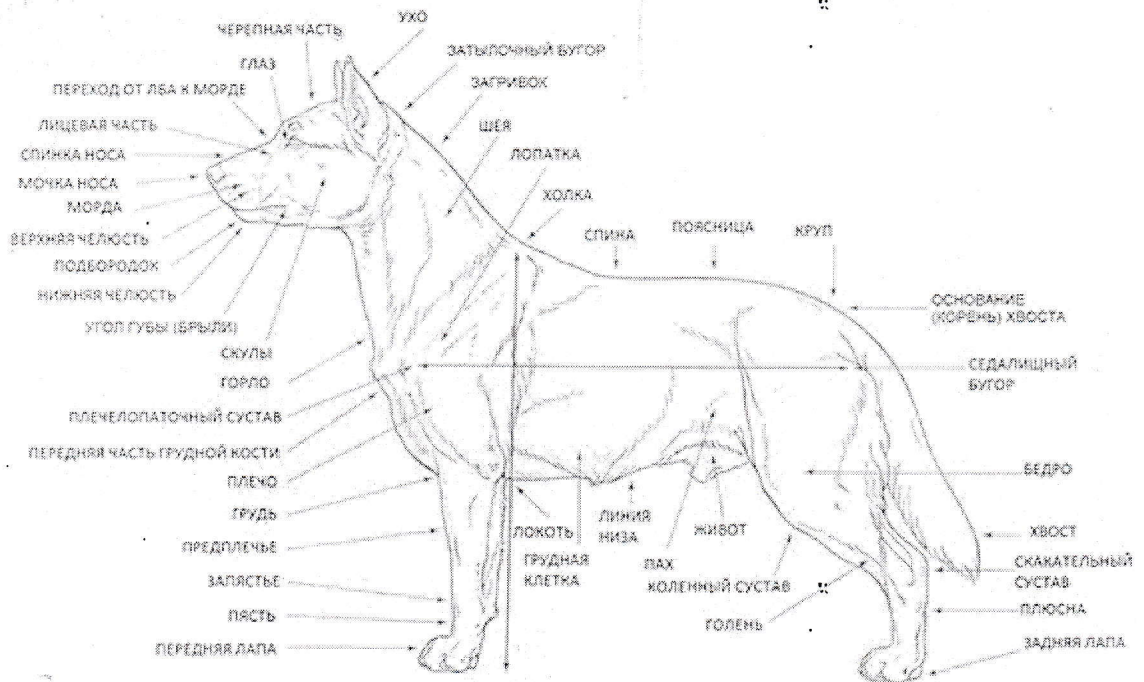 УХО
ЧЕРЕПНАЯ ЧАСТЬ
ЗАТЫЛОЧНЫЙ БУГОР
ГЛАЗ
ЗАГРИВОК
ПЕРЕХОД ОТ ЛБА К МОРДЕ
ЛИЦЕВАЯ ЧАСТЬ
ШЕЯ
СПИНКА НОСА
ЛОПАТКА
МОЧКА НОСА
ХОЛКА
МОРДА
ВЕРХНЯЯ ЧЕЛЮСТЬ
СПИНА
ПОЯСНИЦА
КРУП
ПОДБОРОДОК
НИЖНЯЯ ЧЕЛЮСТЬ
ОСНОВАНИЕ
(КОРЕНЬ) ХВОСТА
УГОЛ ГУБЫ (БРЫЛИ)
СКУЛЫ
ГОРЛО
СЕДАЛИЩНЫЙ
БУГОР
ПЛЕЧЕЛОПАТОЧНЫЙ СУСТАВ
ПЕРЕДНЯЯ ЧАСТЬ ГРУДНОЙ КОСТИ
ПЛЕЧО
БЕДРО
ГРУДЬ
ЛОКОТЬ
ЛИНИЯ
НИЗА
ЖИВОТ
ХВОСТ
ПРЕДПЛЕЧЬЕ
ГРУДНАЯ
КЛЕТКА
ПАХ
КОЛЕННЫЙ СУСТАВ
СКАКАТЕЛЬНЫЙ
СУСТАВ
ЗАПЯСТЬЕ
ПЯСТЬ
ГОЛЕНЬ
ПЛЮСНА
ПЕРЕДНЯЯ ЛАПА
ЗАДНЯЯ ЛАПА